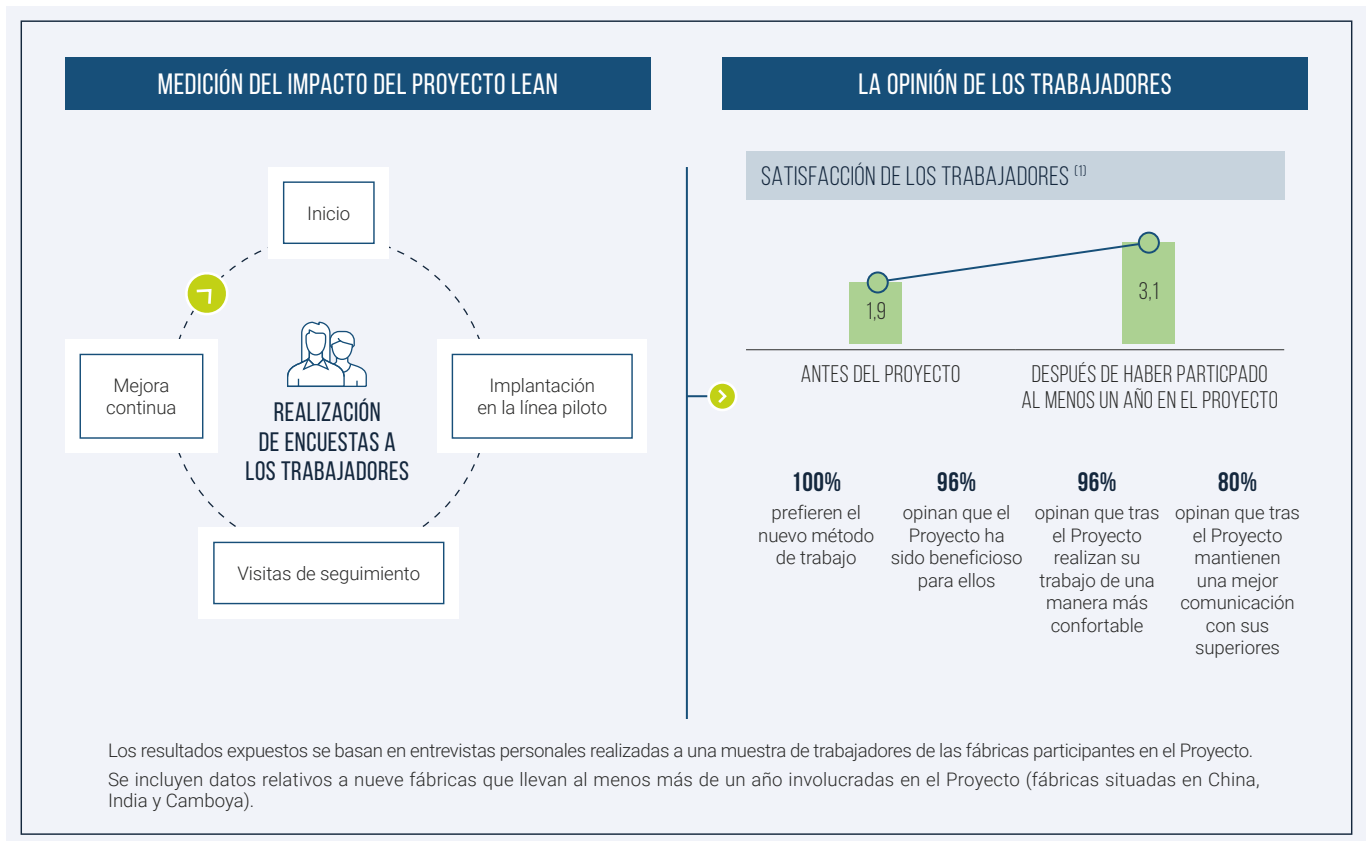 MEDICIÓN DEL IMPACTO DEL PROYECTO LEAN
Inicio
Mejora
continua
Implantación
en la línea piloto
REALIZACIÓN
DE ENCUESTAS A
LOS TRABAJADORES
Visitas de seguimiento
LA OPINIÓN DE LOS TRABAJADORES
SATISFACCIÓN DE LOS TRABAJADORES (1)
1,9
3,1
ANTES DEL PROYECTO
DESPUÉS DE HABER PARTICPADO
AL MENOS UN AÑO EN EL PROYECTO
100%
prefieren el
nuevo método
de trabajo
96%
opinan que el
Proyecto ha
sido beneficioso
para ellos
96%
opinan que tras
el Proyecto
realizan su
trabajo de una
manera más
confortable
80%
opinan que tras
el Proyecto
mantienen
una mejor
comunicación
con sus
superiores
Los resultados expuestos se basan en entrevistas personales realizadas a una muestra de trabajadores de las fábricas participantes en el Proyecto.
Se incluyen datos relativos a nueve fábricas que llevan al menos más de un año involucradas en el Proyecto (fábricas situadas en China,
India y Camboya).